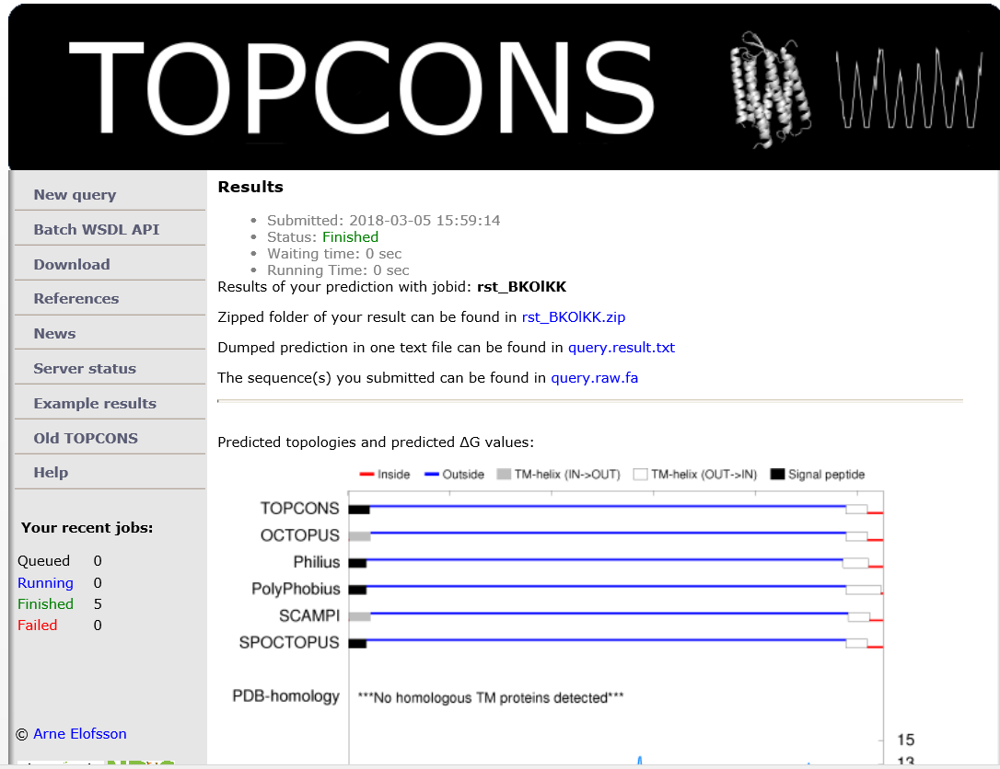 TOPCONS
New query
Batch WSDL API
Download
References
News
Server status
Example results
Old TOPCONS
Help
Your recent jobs:
Queued 0
Running 0
Finished 5
Failed 0
© Arne Elofsson
Results
Submitted: 2018-03-05 15:59:14
Status: Finished
Waiting time: 0 sec
Running Time: 0 sec
Results of your prediction with jobid: rst_BKOlKK
Zipped folder of your result can be found in rst_BKOlKK.zip
Dumped prediction in one text file can be found in query.result.txt
The sequence(s) you submitted can be found in query.raw.fa
Predicted topologies and predicted ΔG values:
Inside Outside TM-helix (IN->OUT) TM-helix (OUT->IN) Signal peptide
TOPCONS
OCTOPUS
Philius
PolyPhobius
SCAMPI
SPOCTOPUS
PDB-homology ***No homologous TM proteins detected***
15
13